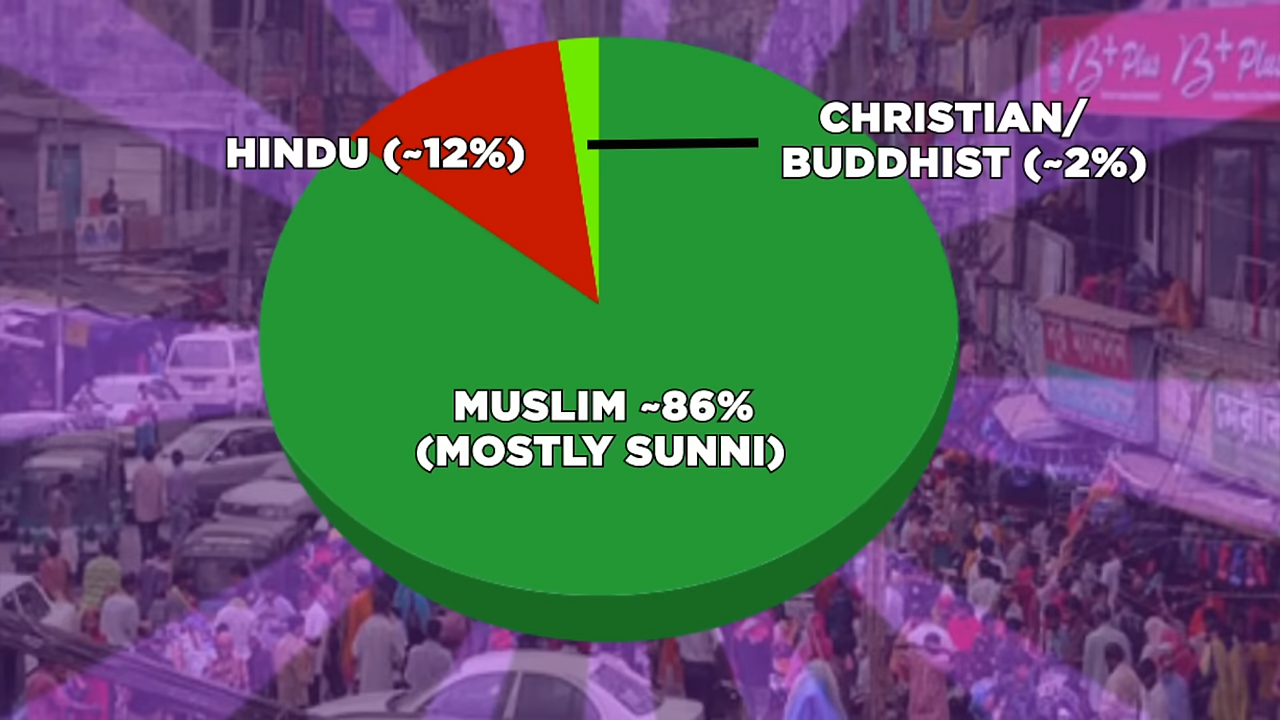 B+ Plus B+ Plus
CHRISTIAN/
BUDDHIST (~2%)
HINDU (~12%)
MUSLIM ~86%
(MOSTLY SUNNI)